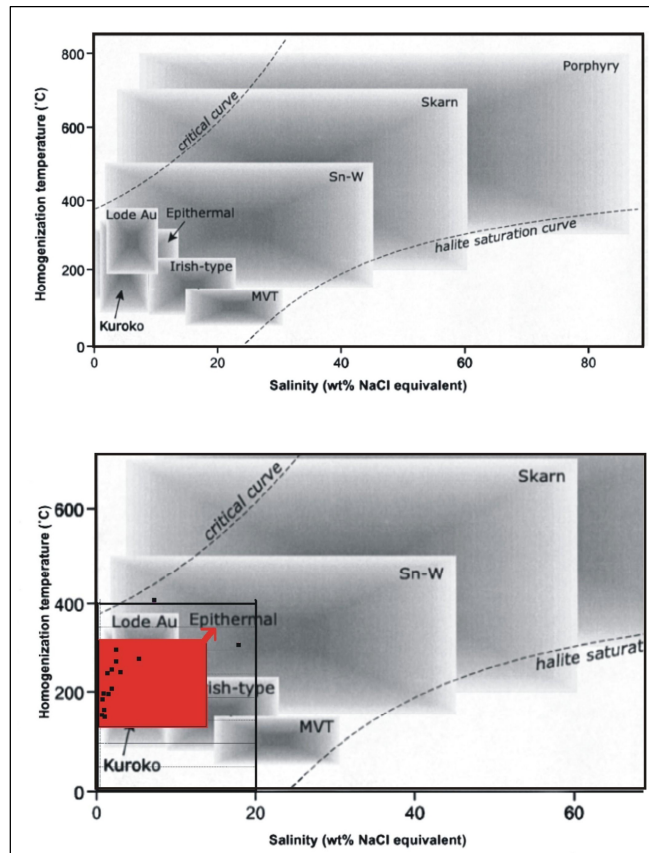 800
600
400
200
0
Homogenization temperature (˚C)
Porphyry
Skarn
critical curve
Sn-W
Lode Au
Epithermal
halite saturation curve
Irish-type
MVT
Kuroko
0
20
40
60
80
Salinity (wt% NaCl equivalent)
600
400
200
0
Homogenization temperature (˚C)
critical curve
Skarn
Sn-W
Lode Au
Epithermal
halite saturat
rish-type
MVT
Kuroko
0
20
40
60
Salinity (wt% NaCl equivalent)